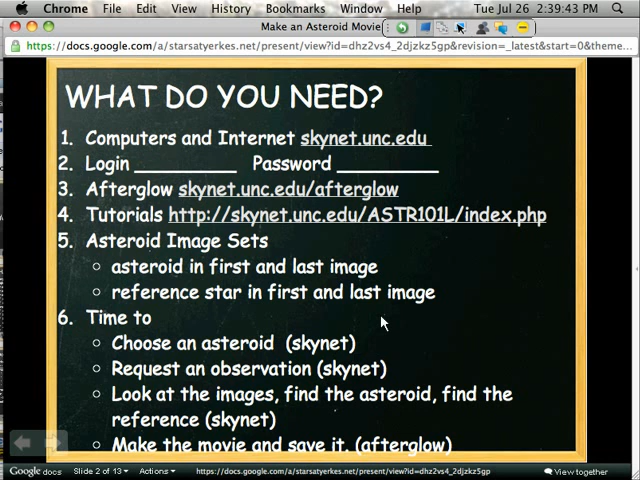 Chrome File Edit View History Bookmarks Window Help Tue Jul 26 2:39:43 PM
Make an Asteroid Movie
https://docs.google.com/a/starsatyerkes.net/present/view?id=dhz2vs4_2djzkz5gp&revision=_latest&start=0&theme...
WHAT DO YOU NEED?
1. Computers and Internet skynet.unc.edu
2. Login _________ Password _________
3. Afterglow skynet.unc.edu/afterglow
4. Tutorials http://skynet.unc.edu/ASTR101L/index.php
5. Asteroid Image Sets
○ asteroid in first and last image
○ reference star in first and last image
6. Time to
○ Choose an asteroid (skynet)
○ Request an observation (skynet)
○ Look at the images, find the asteroid, find the
reference (skynet)
○ Make the movie and save it. (afterglow)
Google docs Slide 2 of 13 Actions https://docs.google.com/a/starsatyerkes.net/present/view?id=dhz2vs4_2djzkz5gp View together